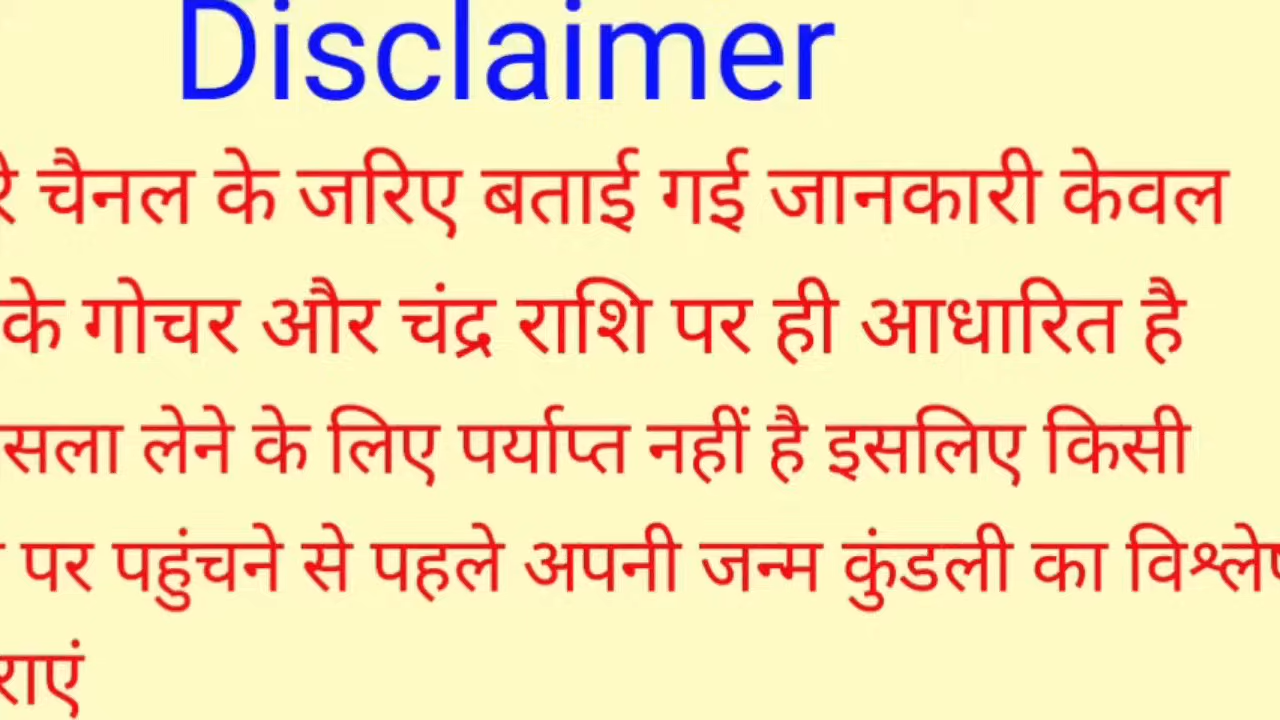 Disclaimer
चैनल के जरिए बताई गई जानकारी केवल
के गोचर और चंद्र राशि पर ही आधारित है
लेने के लिए पर्याप्त नहीं है इसलिए किसी
पर पहुंचने से पहले अपनी जन्म कुंडली का